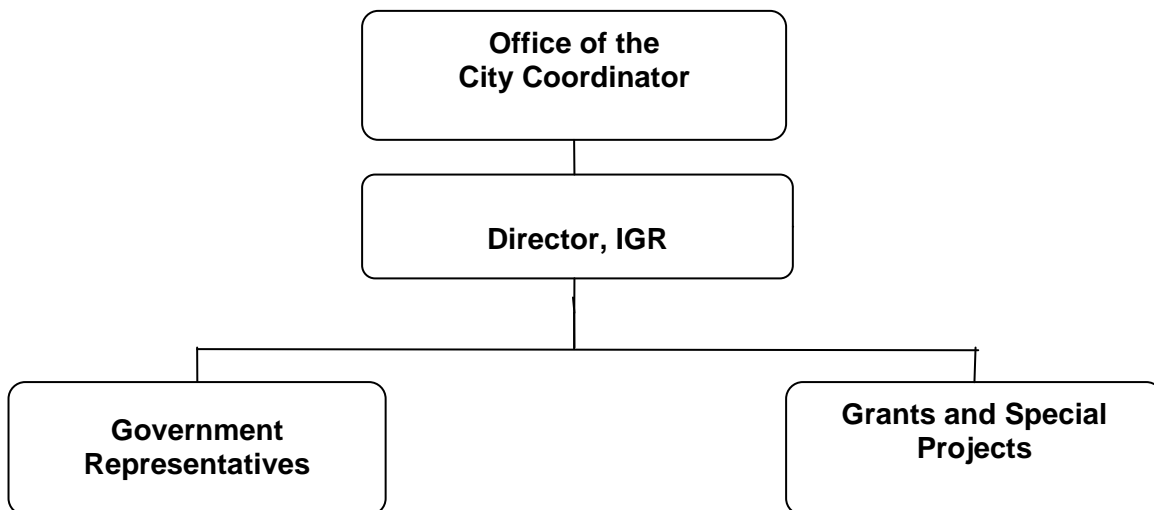 Office of the
City Coordinator
Director, IGR
Government
Representatives
Grants and Special
Projects